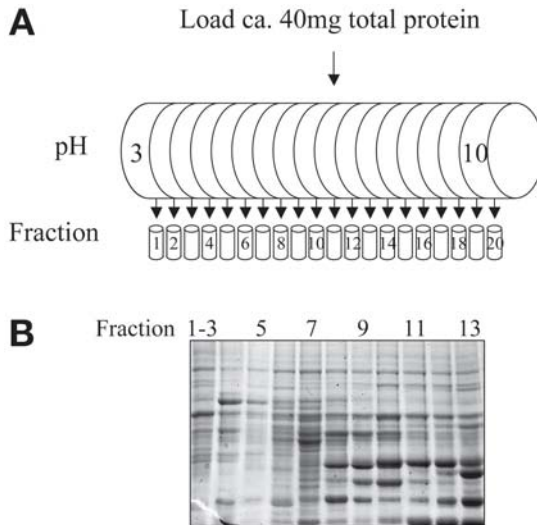 A
Load ca. 40mg total protein
pH
3
10
Fraction
1 2 4 6 8 10 12 14 16 18 20
B
Fraction 1-3 5 7 9 11 13